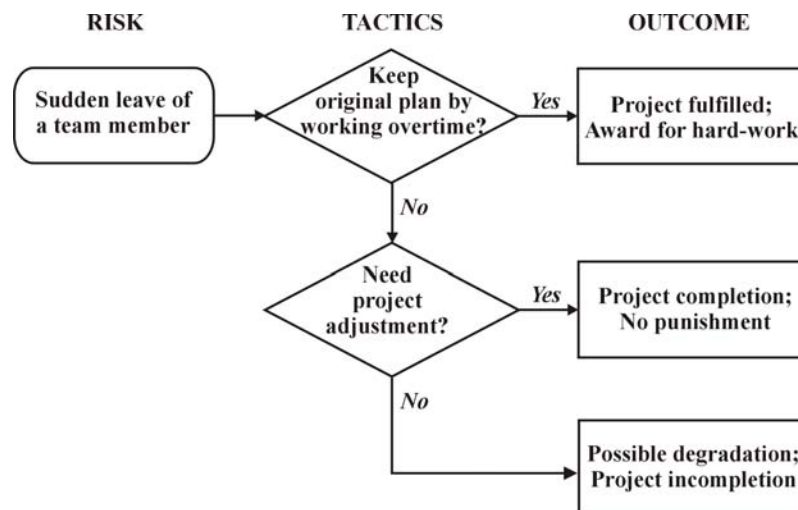 RISK TACTICS OUTCOME
Sudden leave of
a team member
Keep
original plan by
working overtime?
Yes
Project fulfilled;
Award for hard-work
No
Need
project
adjustment?
Yes
Project completion;
No punishment
No
Possible degradation;
Project incompletion